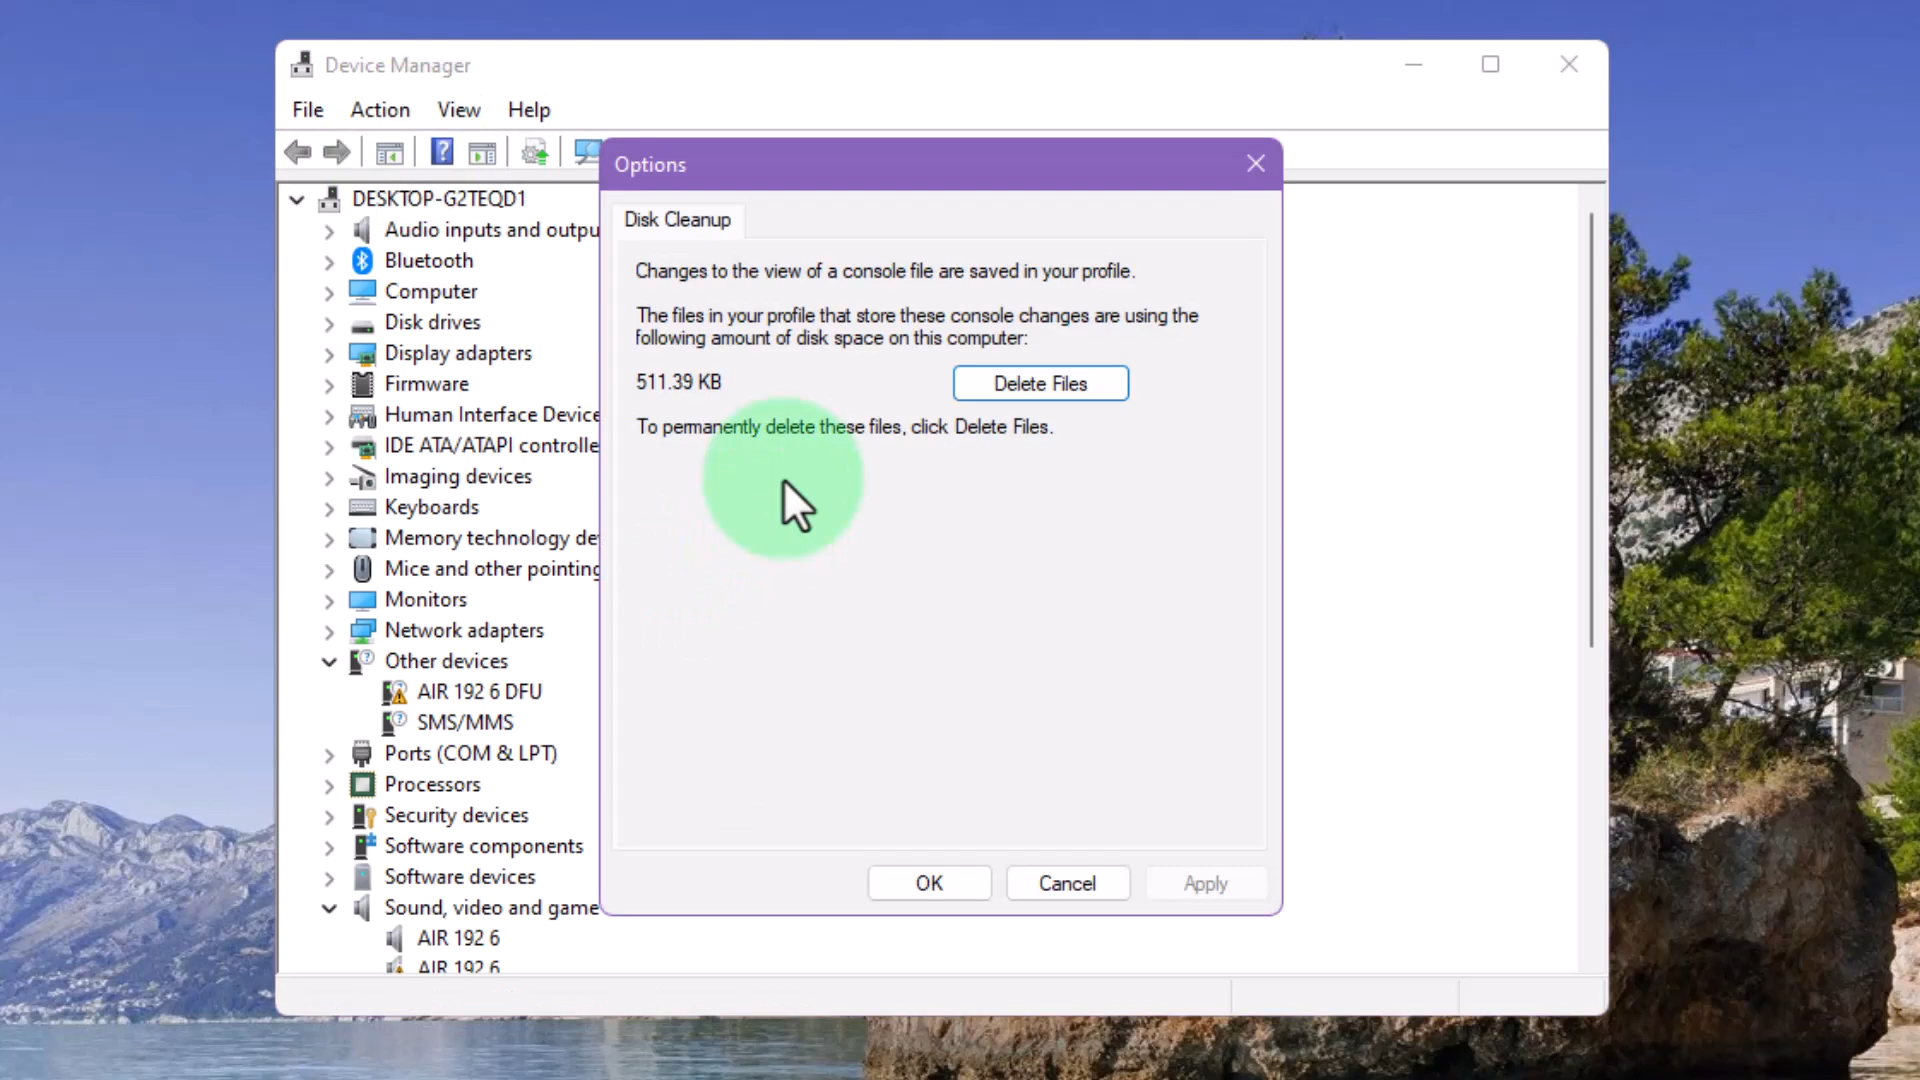 Device Manager
File Action View Help
Options
Disk Cleanup
Changes to the view of a console file are saved in your profile.
The files in your profile that store these console changes are using the
following amount of disk space on this computer:
511.39 KB
Delete Files
To permanently delete these files, click Delete Files.
OK
Cancel
Apply
DESKTOP-G2TEQD1
Audio inputs and outpu
Bluetooth
Computer
Disk drives
Display adapters
Firmware
Human Interface Device
IDE ATA/ATAPI controlle
Imaging devices
Keyboards
Memory technology de
Mice and other pointing
Monitors
Network adapters
Other devices
AIR 192 6 DFU
SMS/MMS
Ports (COM & LPT)
Processors
Security devices
Software components
Software devices
Sound, video and game
AIR 192 6
AIR 192 6